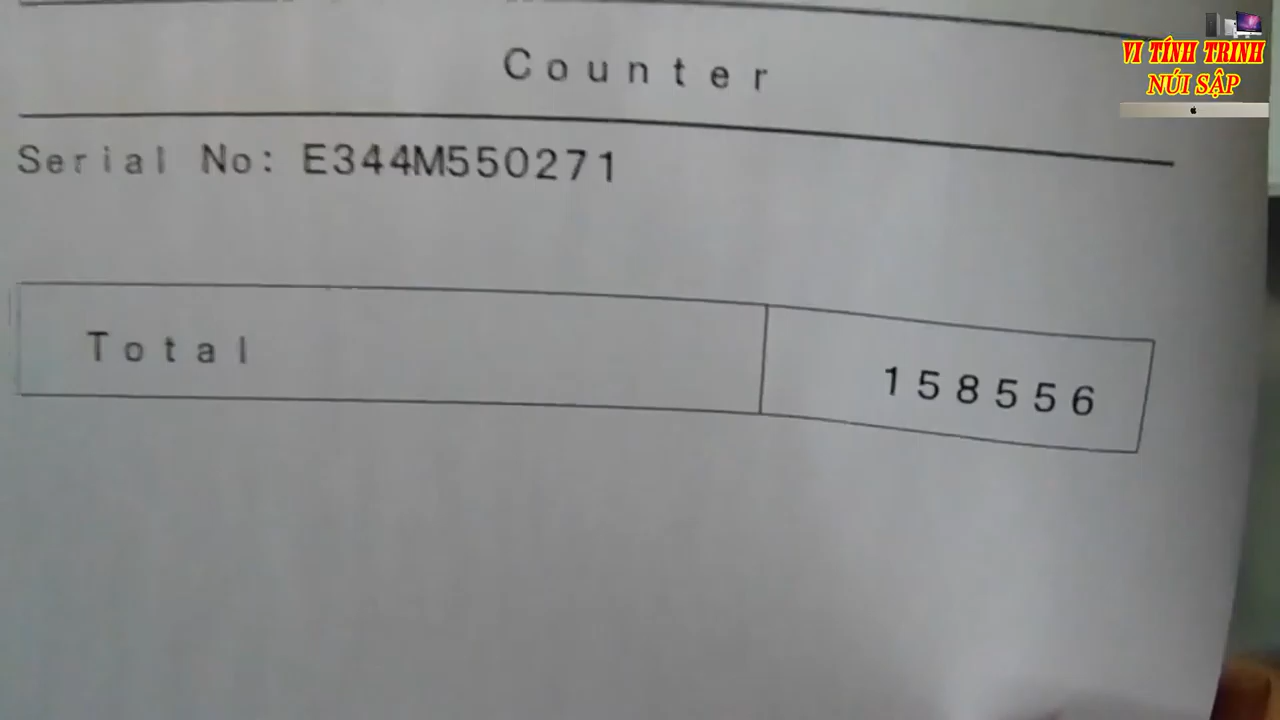 Counter
Serial No: E344M550271
Total 158556
VI TÍNH TRINH
NÚI SẬP